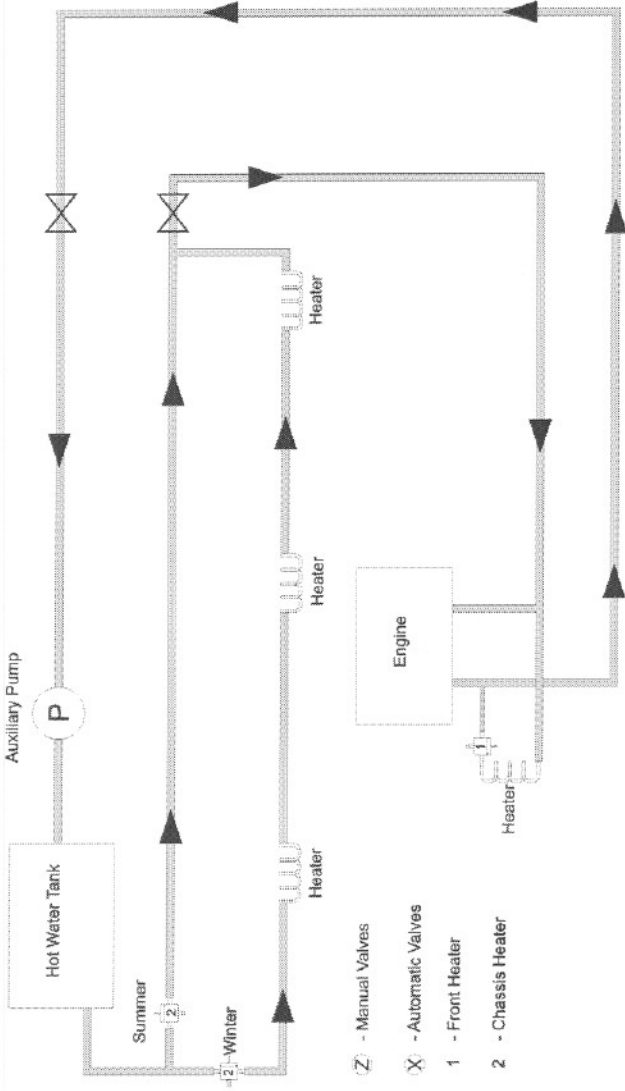 Auxiliary Pump
P
Hot Water Tank
Summer
2
2
Winter
Heater
Heater
Heater
Engine
1
Heater
Z - Manual Valves
X - Automatic Valves
1 - Front Heater
2 - Chassis Heater